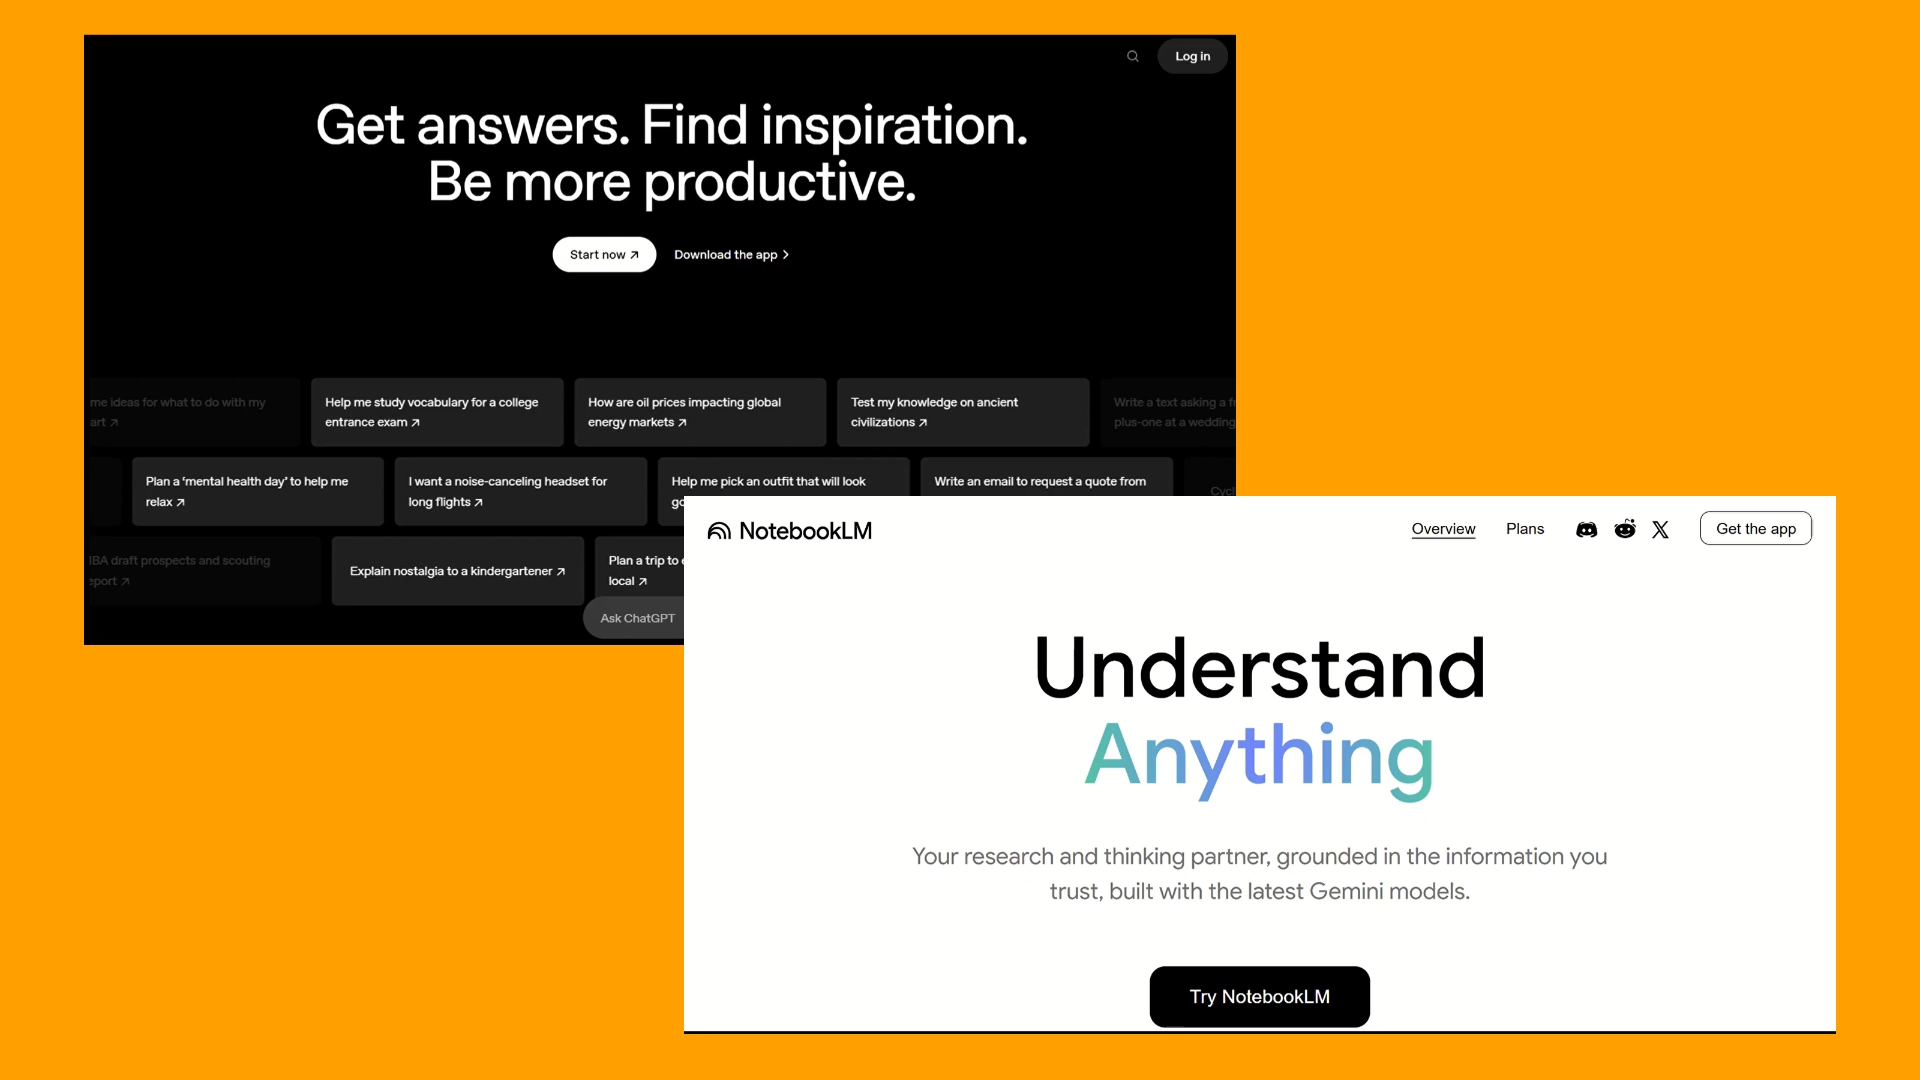 Log in
Get answers. Find inspiration.
Be more productive.
Start now ↗
Download the app >
me ideas for what to do with my
art ↗
Help me study vocabulary for a college
entrance exam ↗
How are oil prices impacting global
energy markets ↗
Test my knowledge on ancient
civilizations ↗
Write a text asking a
plus-one at a wedding
Plan a ‘mental health day’ to help me
relax ↗
I want a noise-canceling headset for
long flights ↗
Help me pick an outfit that will look
Write an email to request a quote from
draft prospects and scouting
↗
Explain nostalgia to a kindergartener ↗
Plan a trip to
local ↗
Ask ChatGPT
NotebookLM
Overview
Plans
Get the app
Understand
Anything
Your research and thinking partner, grounded in the information you
trust, built with the latest Gemini models.
Try NotebookLM